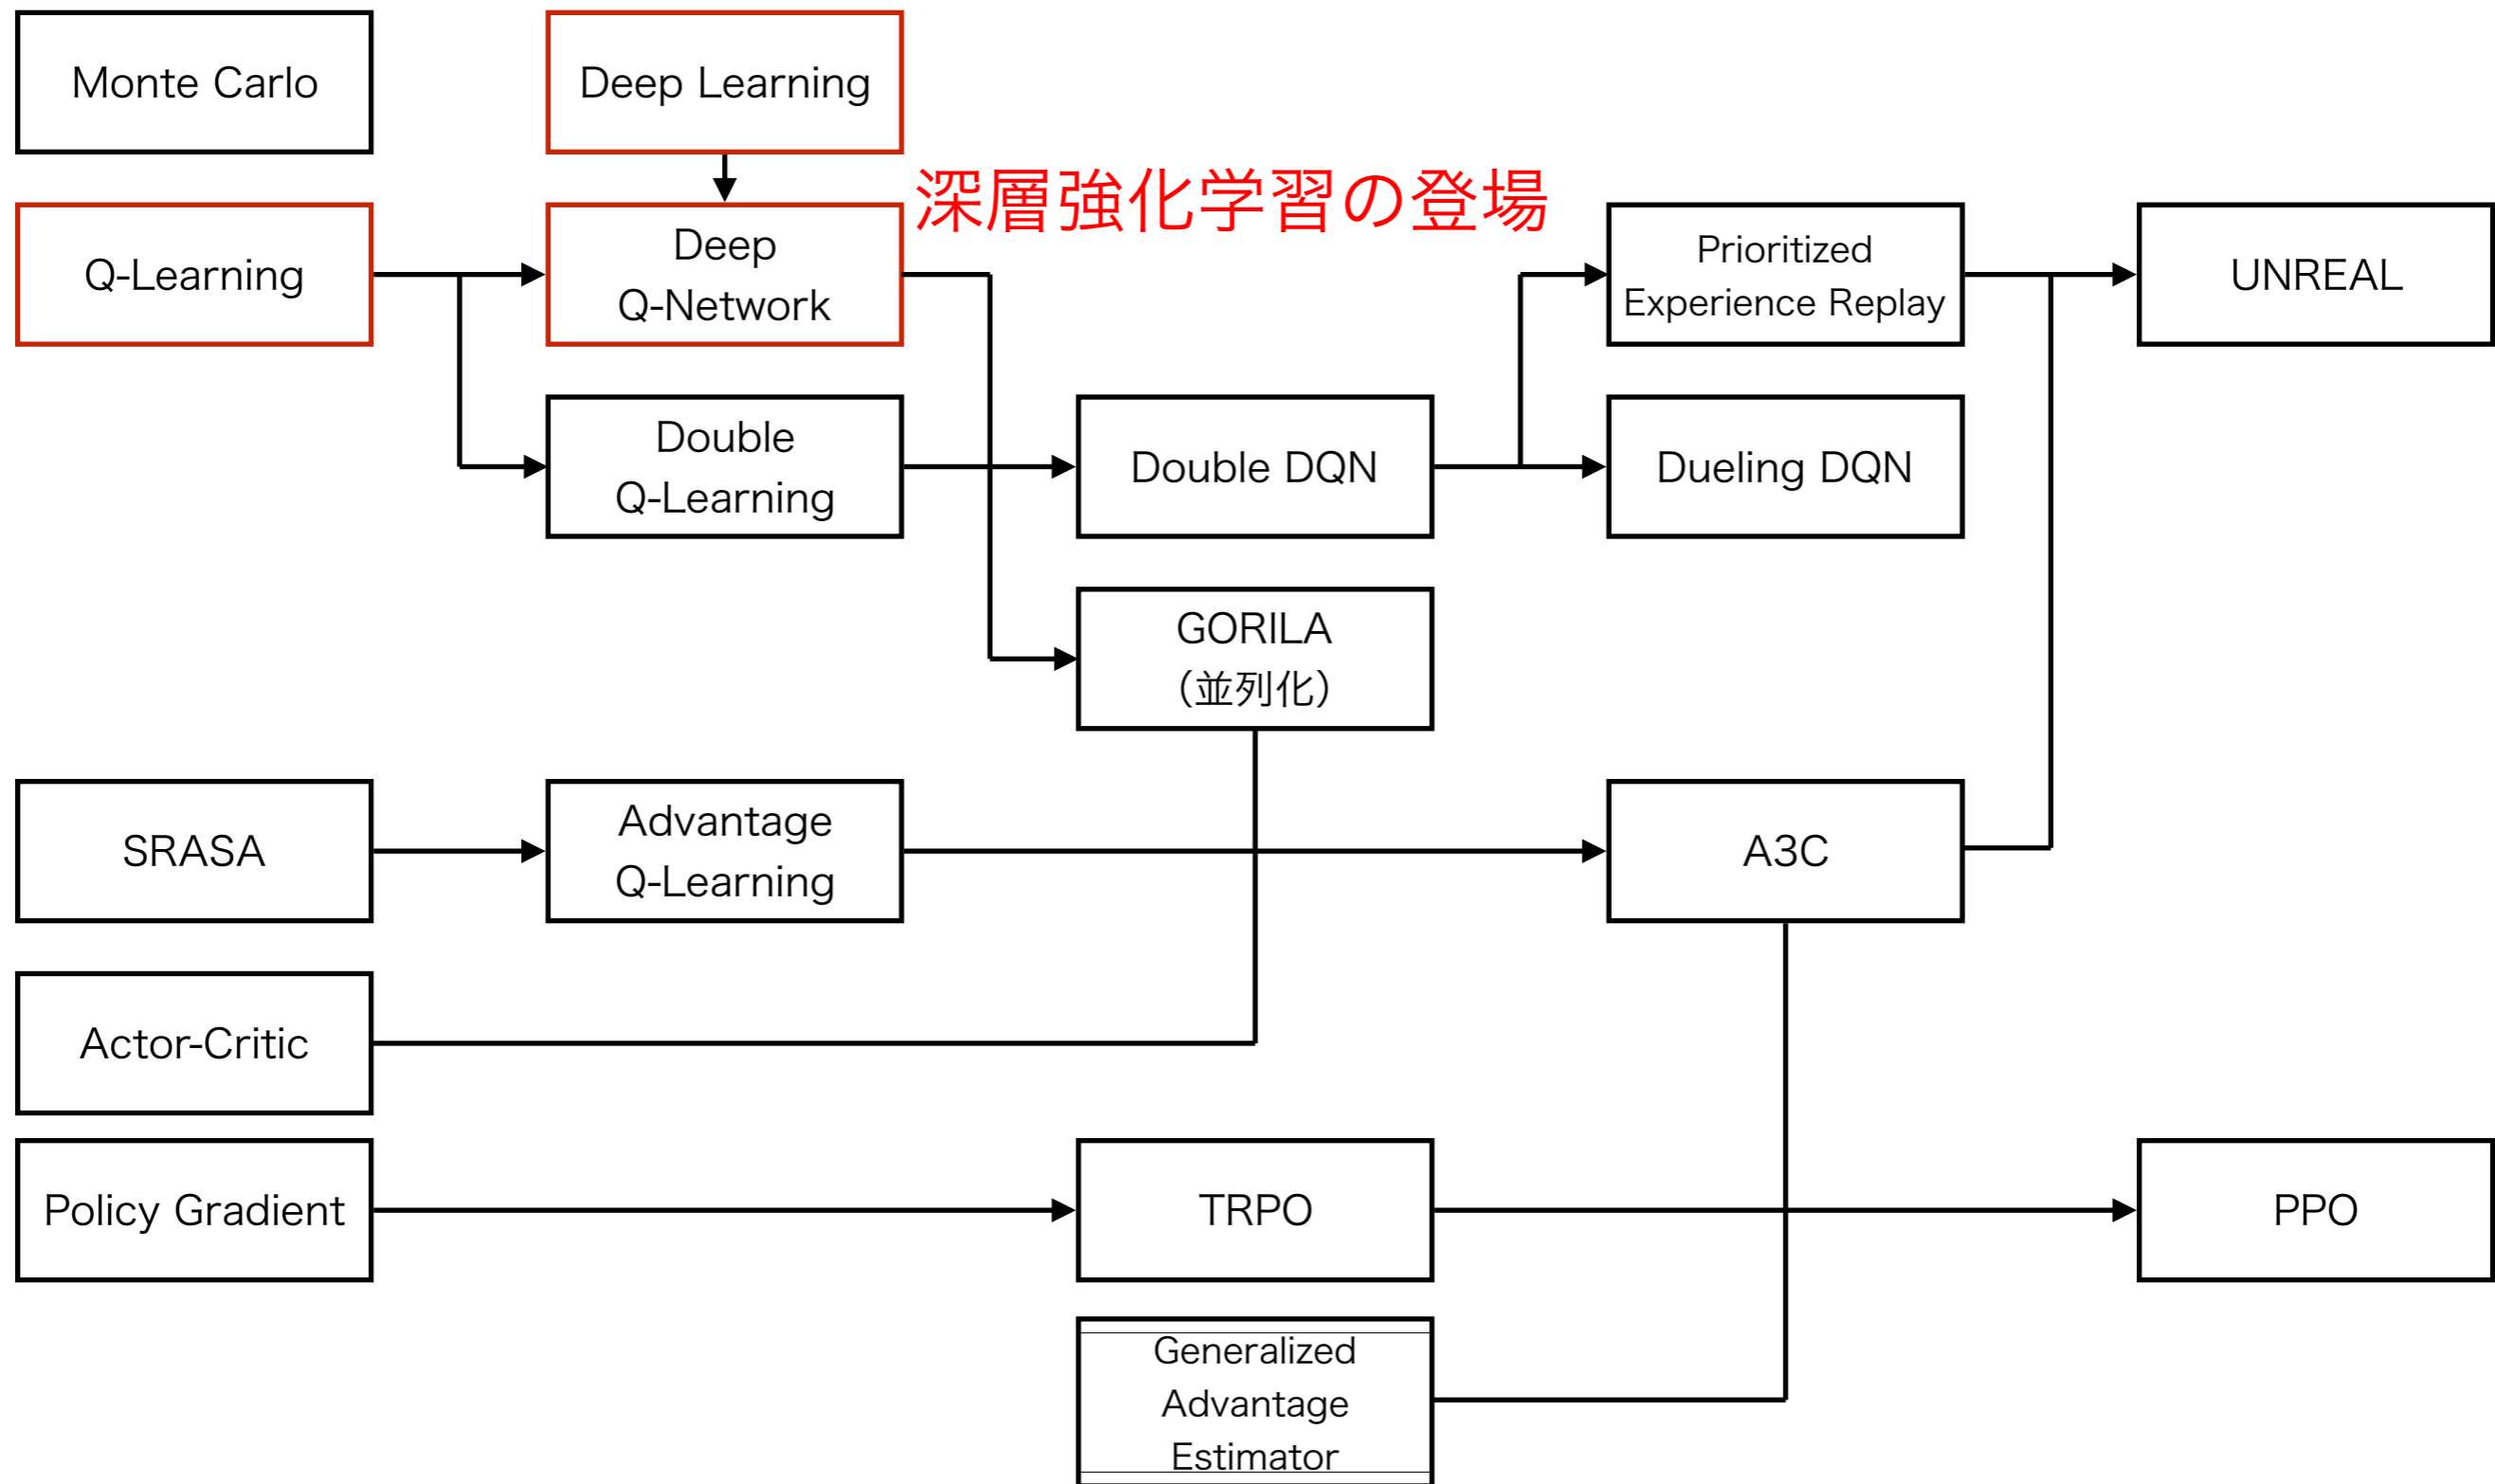 Monte Carlo
Deep Learning
深層強化学習の登場
Q-Learning
Deep
Q-Network
Prioritized
Experience Replay
UNREAL
Double
Q-Learning
Double DQN
Dueling DQN
GORILA
（並列化）
SRASA
Advantage
Q-Learning
A3C
Actor-Critic
Policy Gradient
TRPO
PPO
Generalized
Advantage
Estimator